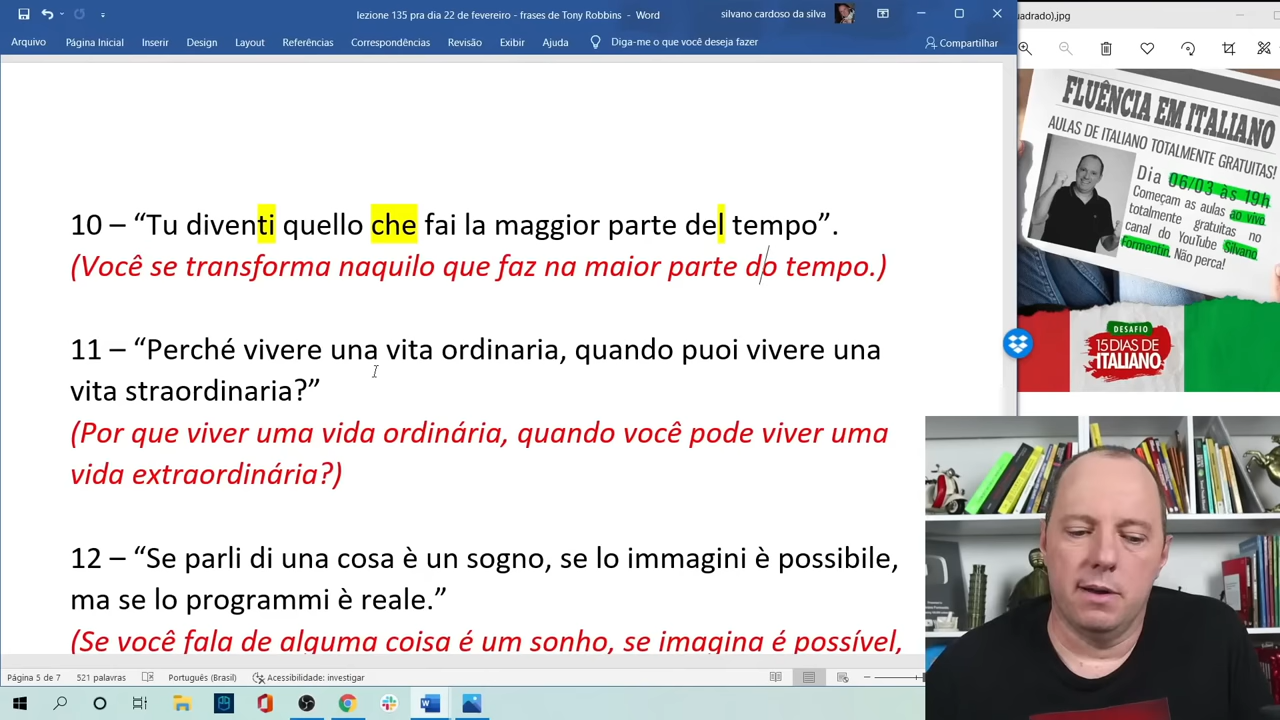 lezione 135 pra dia 22 de fevereiro - frases de Tony Robbins - Word
silvano cardoso da silva
uadrado).jpg
Arquivo Página Inicial Inserir Design Layout Referências Correspondências Revisão Exibir Ajuda Diga-me o que você deseja fazer Compartilhar
10 – “Tu diventi quello che fai la maggior parte del tempo”.
(Você se transforma naquilo que faz na maior parte do tempo.)
11 – “Perché vivere una vita ordinaria, quando puoi vivere una
vita straordinaria?”
(Por que viver uma vida ordinária, quando você pode viver uma
vida extraordinária?)
12 – “Se parli di una cosa è un sogno, se lo immagini è possibile,
ma se lo programmi è reale.”
(Se você fala de alguma coisa é um sonho, se imagina é possível,
FLUÊNCIA EM ITALIANO
AULAS DE ITALIANO TOTALMENTE GRATUITAS!
Dia 06/03 às 19h
Começam as aulas ao vivo
totalmente gratuitas no
canal do YouTube Silvano
Formentin. Não perca!
DESAFIO
15 DIAS DE
ITALIANO
Página 5 de 7 521 palavras Português (Brasil) Acessibilidade: investigar